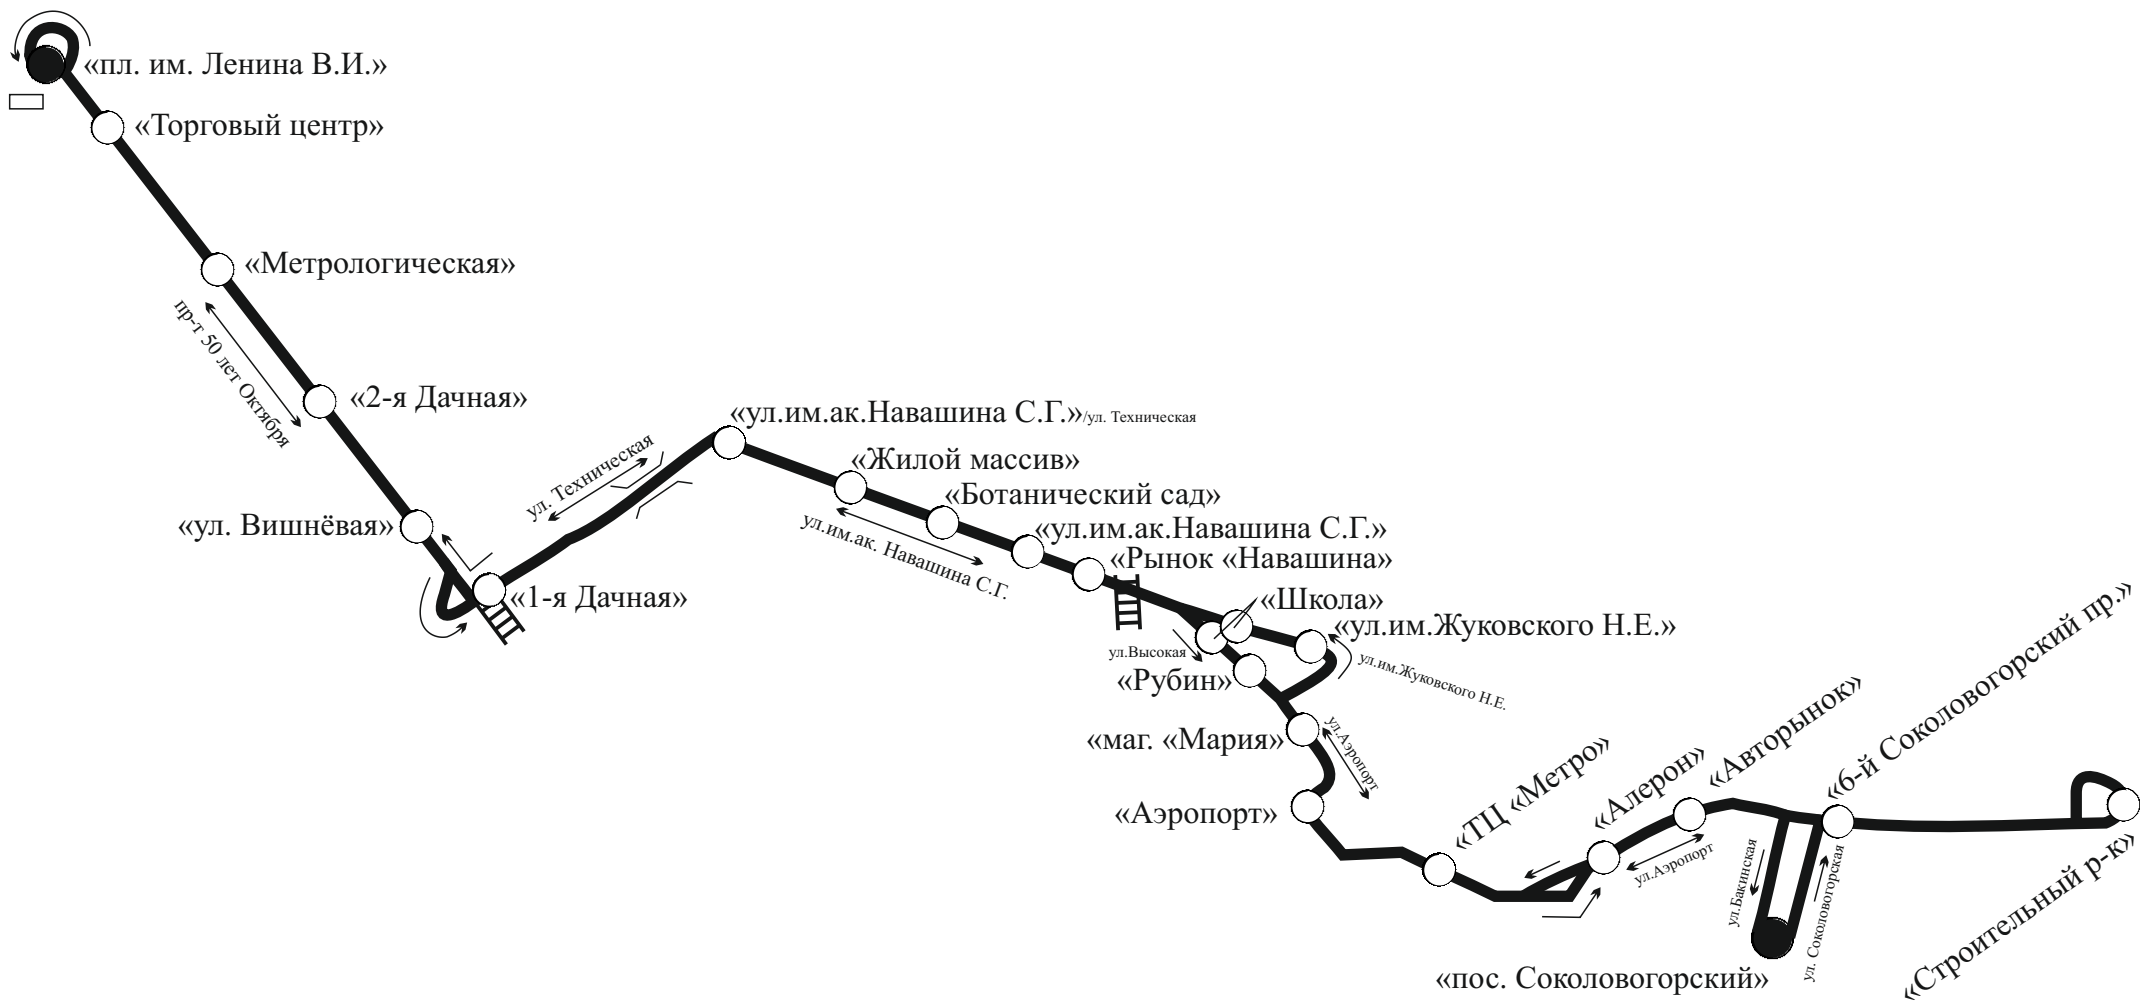 «пл. им. Ленина В.И.»
«Торговый центр»
«Метрологическая»
пр-т 50 лет Октября
«2-я Дачная»
«ул. Вишнёвая»
«1-я Дачная»
ул. Техническая
«ул.им.ак.Навашина С.Г.»/ул. Техническая
«Жилой массив»
«Ботанический сад»
ул.им.ак. Навашина С.Г.
«ул.им.ак.Навашина С.Г.»
«Рынок «Навашина»
«Школа»
«ул.им.Жуковского Н.Е.»
ул.Высокая
ул.им.Жуковского Н.Е.
«Рубин»
«маг. «Мария»
ул.Аэропорт
«Аэропорт»
«ТЦ «Метро»
«Алерон»
«Авторынок»
ул.Аэропорт
«6-й Соколовогорский пр.»
ул.Бакинская
ул. Соколовогорская
«пос. Соколовогорский»
«Строительный р-к»